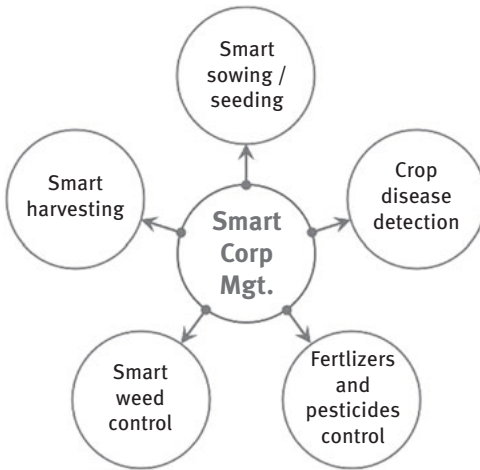 Smart
sowing /
seeding
Smart
harvesting
Crop
disease
detection
Smart
Corp
Mgt.
Smart
weed
control
Fertlizers
and
pesticides
control